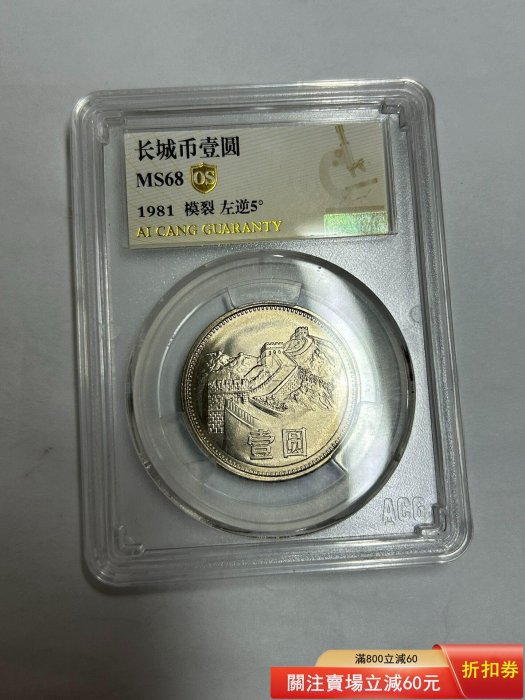 长城币壹圆
MS68 OS
1981 模裂 左逆5°
AI CANG GUARANTY
壹圆
ACG
滿800立減60
關注賣場立減60元
折扣券